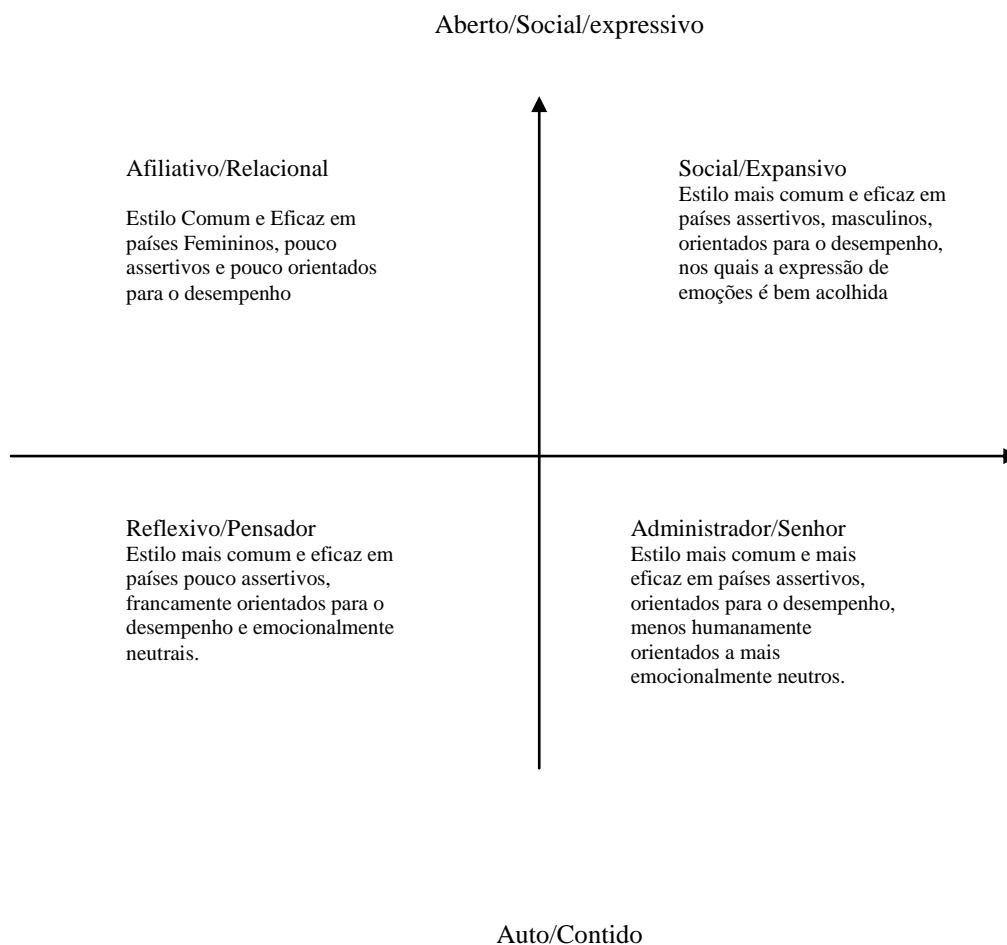 Aberto/Social/expressivo
Afiliativo/Relacional
Estilo Comum e Eficaz em
países Femininos, pouco
assertivos e pouco orientados
para o desempenho
Social/Expansivo
Estilo mais comum e eficaz em
países assertivos, masculinos,
orientados para o desempenho,
nos quais a expressão de
emoções é bem acolhida
Reflexivo/Pensador
Estilo mais comum e eficaz em
países pouco assertivos,
francamente orientados para o
desempenho e emocionalmente
neutrais.
Administrador/Senhor
Estilo mais comum e mais
eficaz em países assertivos,
orientados para o desempenho,
menos humanamente
orientados a mais
emocionalmente neutros.
Auto/Contido